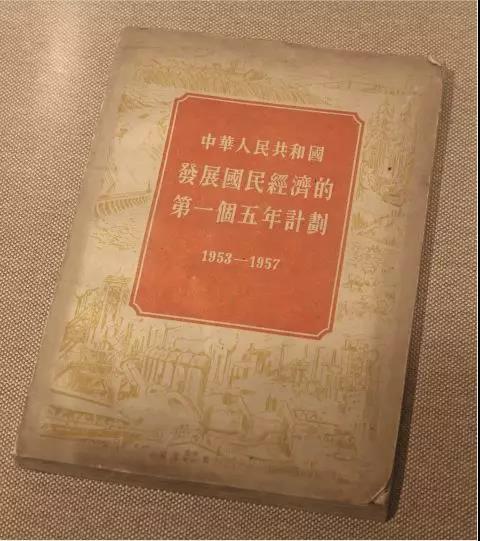 中華人民共和國
發展國民經濟的
第一個五年計劃
1953—1957